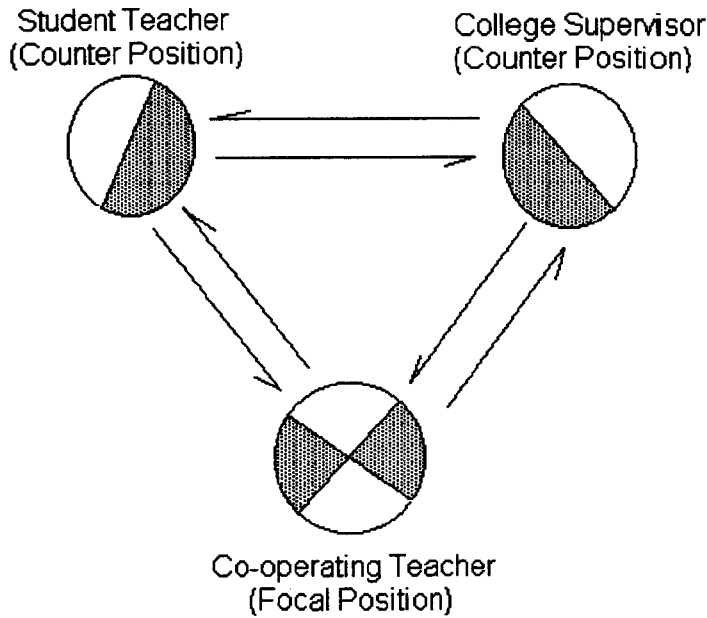 Student Teacher
(Counter Position)
College Supervisor
(Counter Position)
Co-operating Teacher
(Focal Position)